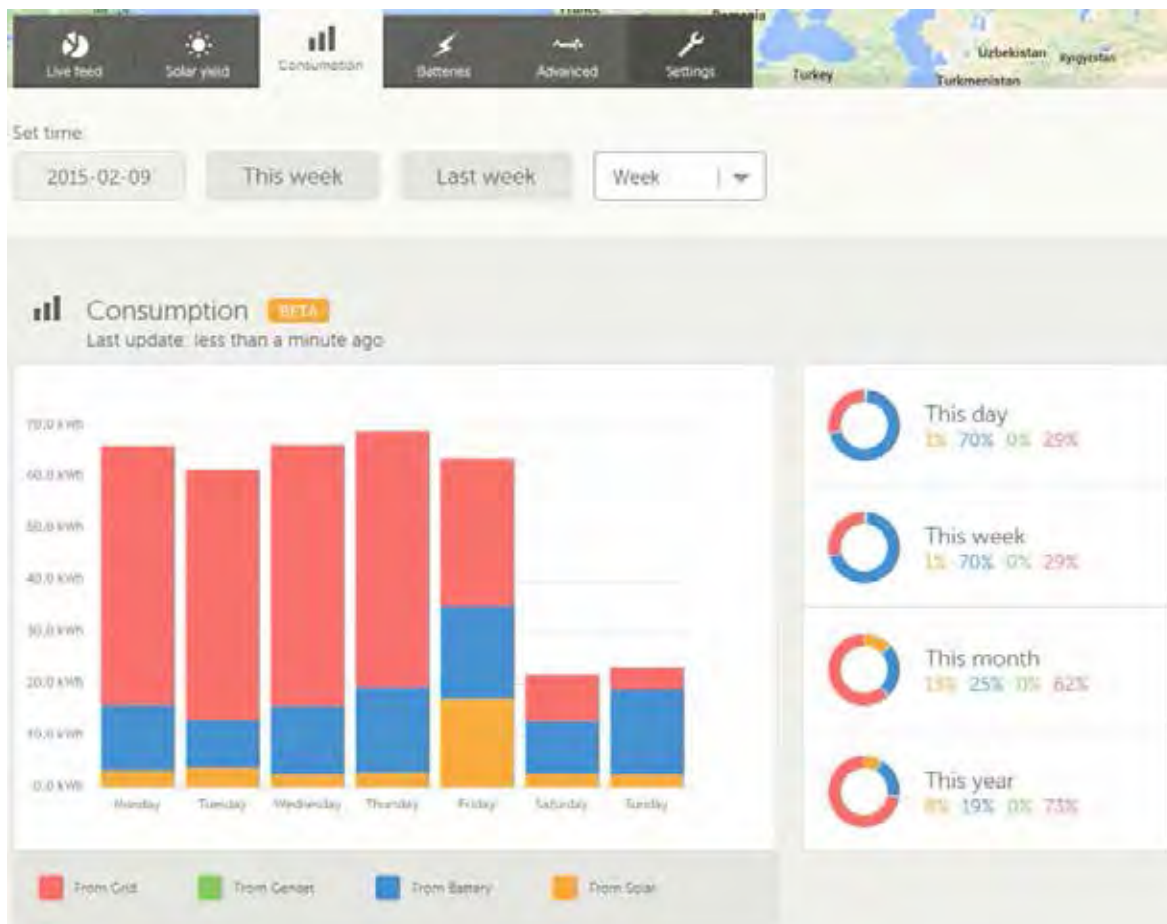 Romania
Uzbekistan
Kyrgyzstan
Turkey
Turkmenistan
Live feed
Solar yield
Consumption
Batteries
Advanced
Settings
Set time:
2015-02-09
This week
Last week
Week
Consumption BETA
Last update: less than a minute ago
70,0 kWh
60,0 kWh
50,0 kWh
40,0 kWh
30,0 kWh
20,0 kWh
10,0 kWh
0,0 kWh
Monday
Tuesday
Wednesday
Thursday
Friday
Saturday
Sunday
From Grid
From Genset
From Battery
From Solar
This day
1% 70% 0% 29%
This week
1% 70% 0% 29%
This month
13% 25% 0% 62%
This year
8% 19% 0% 73%